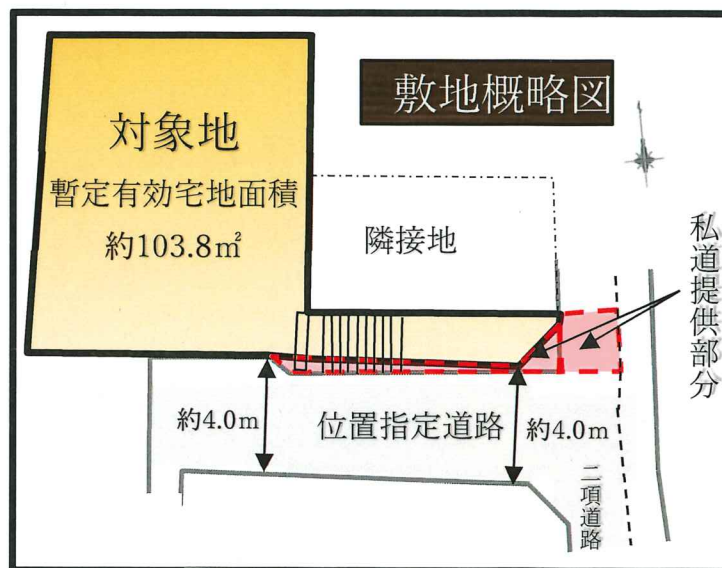 敷地概略図
対象地
暫定有効宅地面積
約103.8㎡
隣接地
私道提供部分
約4.0m
位置指定道路
約4.0m
二項道路